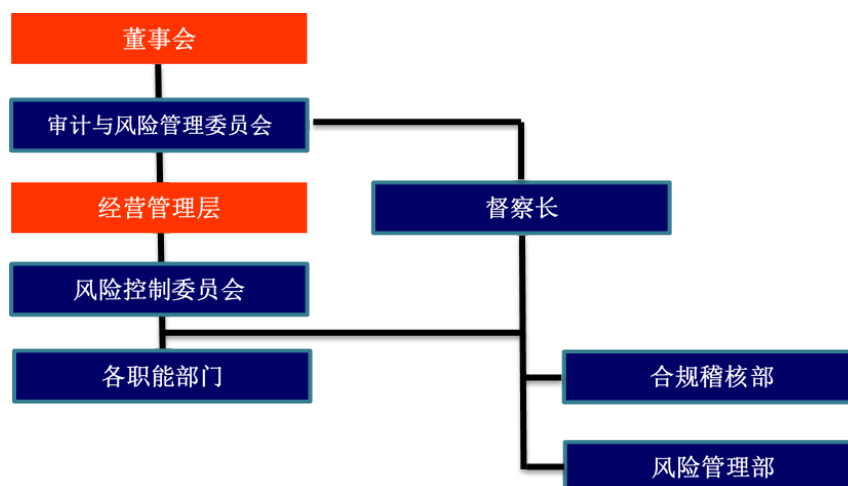 董事会
审计与风险管理委员会
经营管理层
督察长
风险控制委员会
各职能部门
合规稽核部
风险管理部